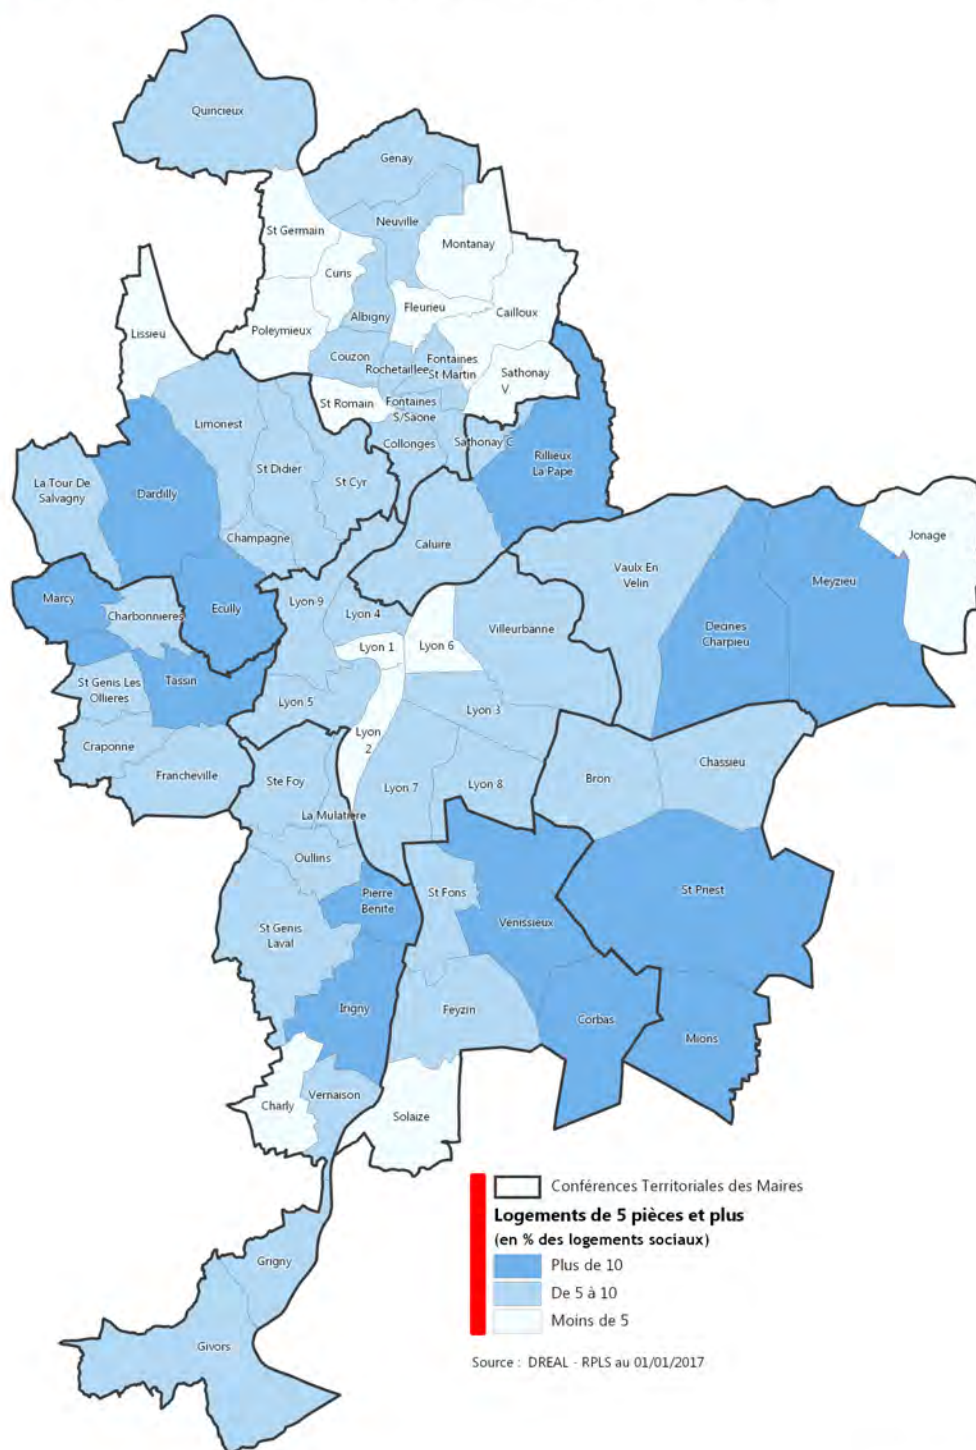 Quincieux
Genay
Neuville
St Germain
Montanay
Curis
Fleurieu
Cailloux
Albigny
Lissieu
Poleymieux
Couzon
Rochetaillee
Fontaines
St Martin
Sathonay
V.
St Romain
Fontaines
S/Saone
Limonest
Collonges
Sathonay C
Rillieux
La Pape
La Tour De
Salvagny
Dardilly
St Didier
St Cyr
Champagne
Caluire
Jonage
Vaulx En
Velin
Meyzieu
Marcy
Charbonnieres
Ecully
Lyon 9
Lyon 4
Villeurbanne
Decines
Charpieu
Lyon 1
Lyon 6
St Genis Les
Ollieres
Tassin
Lyon 5
Lyon 3
Lyon
2
Craponne
Francheville
Ste Foy
Lyon 7
Lyon 8
Bron
Chassieu
La Mulatiere
Oullins
Pierre
Benite
St Fons
St Priest
St Genis
Laval
Venissieux
Irigny
Feyzin
Corbas
Mions
Charly
Vernaison
Solaize
Grigny
Givors
Conférences Territoriales des Maires
Logements de 5 pièces et plus
(en % des logements sociaux)
Plus de 10
De 5 à 10
Moins de 5
Source : DREAL - RPLS au 01/01/2017